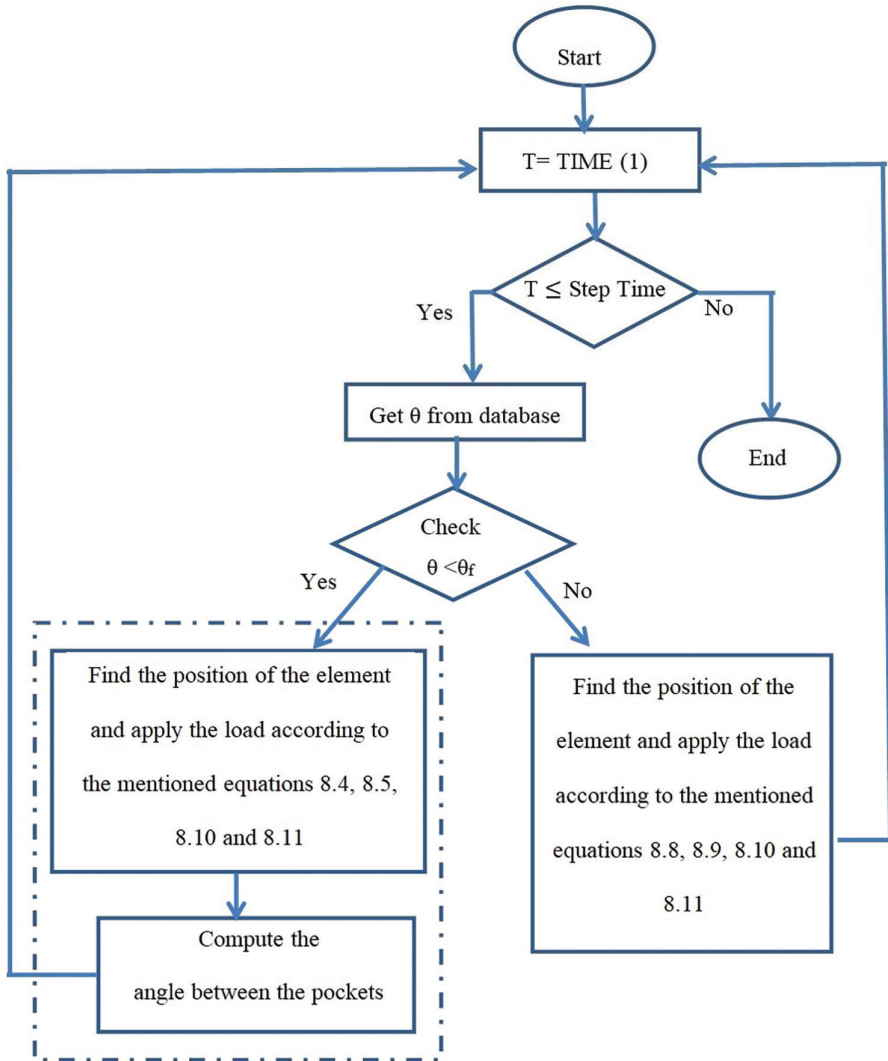 Start
T= TIME (1)
T ≤ Step Time
Yes
No
Get θ from database
End
Check
θ <θf
Yes
No
Find the position of the element
and apply the load according to
the mentioned equations 8.4, 8.5,
8.10 and 8.11
Find the position of the
element and apply the load
according to the mentioned
equations 8.8, 8.9, 8.10 and
8.11
Compute the
angle between the pockets